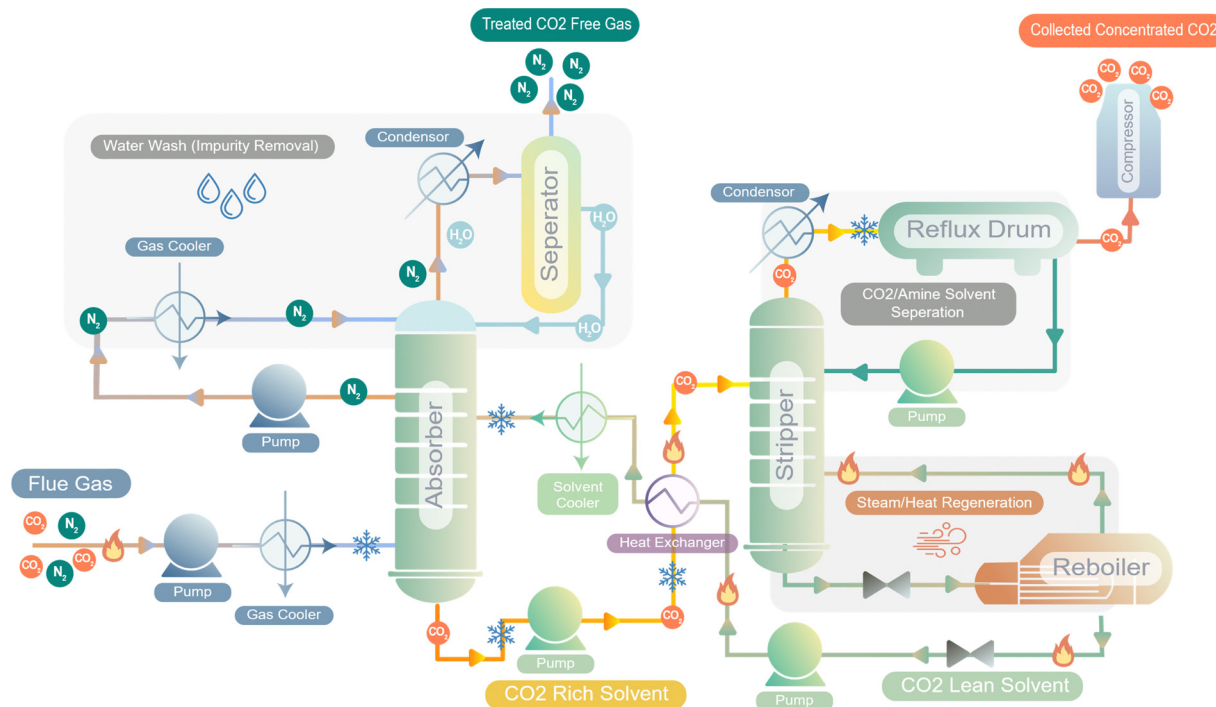 Treated CO2 Free Gas
Collected Concentrated CO2
N₂
N₂
N₂
N₂
N₂
CO₂
CO₂
CO₂
CO₂
Compressor
Water Wash (Impurity Removal)
Condensor
Seperator
H₂O
H₂O
N₂
H₂O
Gas Cooler
N₂
N₂
Condensor
Reflux Drum
CO₂
CO₂
CO2/Amine Solvent
Seperation
Pump
N₂
Pump
Absorber
CO₂
Stripper
Solvent
Cooler
Heat Exchanger
Steam/Heat Regeneration
Reboiler
Flue Gas
CO₂
N₂
CO₂
CO₂
N₂
Pump
Gas Cooler
CO₂
CO₂
Pump
CO2 Rich Solvent
Pump
CO2 Lean Solvent